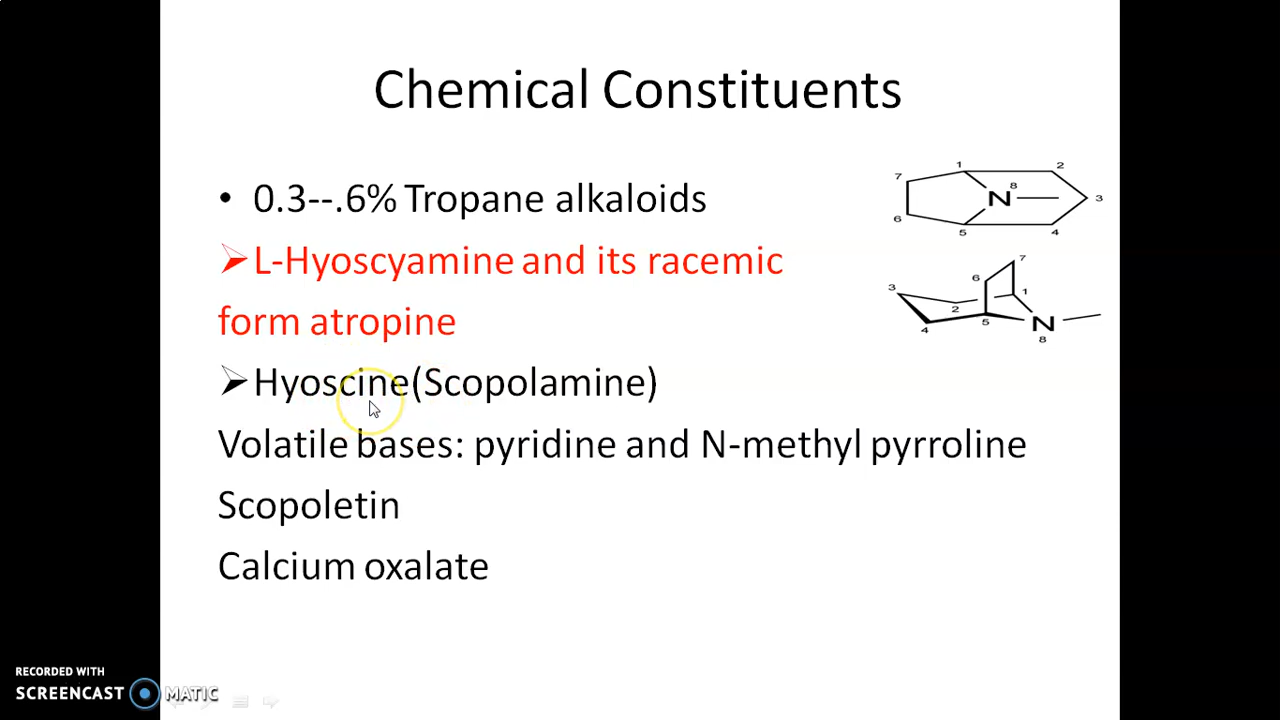 Chemical Constituents
• 0.3--.6% Tropane alkaloids
➢L-Hyoscyamine and its racemic
form atropine
➢Hyoscine(Scopolamine)
Volatile bases: pyridine and N-methyl pyrroline
Scopoletin
Calcium oxalate
1 2
7 8
N 3
6
5 4
7
6
3 1
2
4 5 N
8
RECORDED WITH
SCREENCAST MATIC